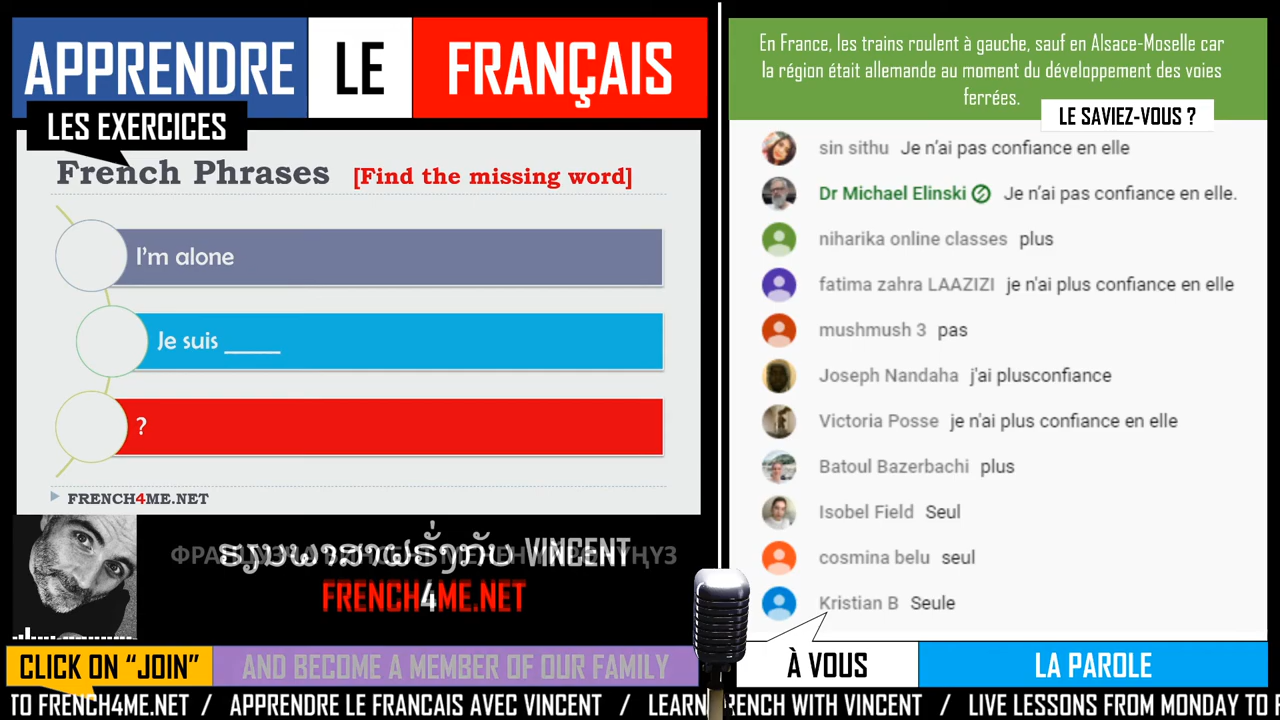 APPRENDRE LE FRANÇAIS
LES EXERCICES
French Phrases [Find the missing word]
I'm alone
Je suis _____
?
FRENCH4ME.NET
VINCENT
FRENCH4ME.NET
CLICK ON “JOIN”
BECOME A MEMBER OF OUR FAMILY
En France, les trains roulent à gauche, sauf en Alsace-Moselle car
la région était allemande au moment du développement des voies
ferrées.
LE SAVIEZ-VOUS ?
sin sithu Je n'ai pas confiance en elle
Dr Michael Elinski Je n'ai pas confiance en elle.
niharika online classes plus
fatima zahra LAAZIZI je n'ai plus confiance en elle
mushmush 3 pas
Joseph Nandaha j'ai plusconfiance
Victoria Posse je n'ai plus confiance en elle
Batoul Bazerbachi plus
Isobel Field Seul
cosmina belu seul
Kristian B Seule
À VOUS LA PAROLE
TO FRENCH4ME.NET / APPRENDRE LE FRANCAIS AVEC VINCENT / LEARN FRENCH WITH VINCENT / LIVE LESSONS FROM MONDAY TO